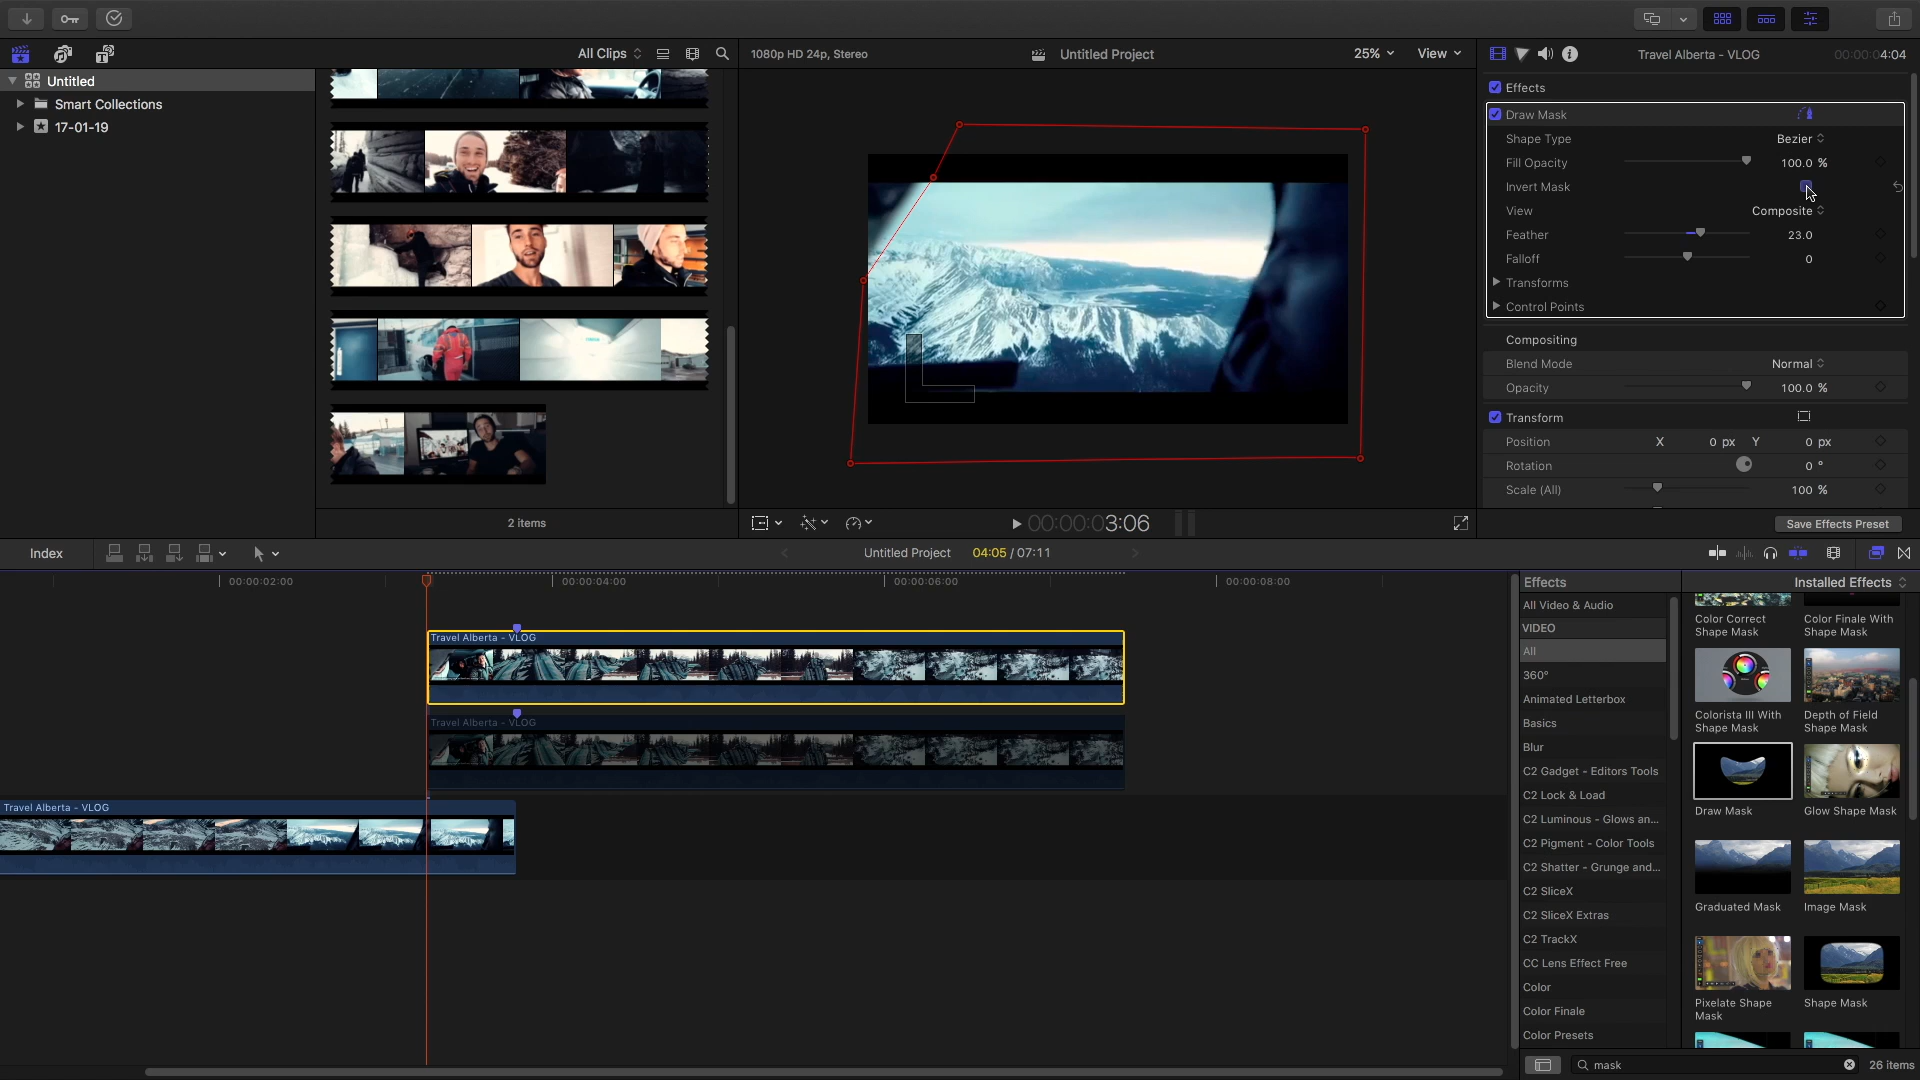 All Clips
1080p HD 24p, Stereo
Untitled Project
25%
View
Travel Alberta - VLOG
00:00:04:04
Untitled
Smart Collections
17-01-19
2 items
00:00:03:06
Effects
Draw Mask
Shape Type
Bezier
Fill Opacity
100.0 %
Invert Mask
View
Composite
Feather
23.0
Falloff
0
Transforms
Control Points
Compositing
Blend Mode
Normal
Opacity
100.0 %
Transform
Position
X
0 px
Y
0 px
Rotation
0 °
Scale (All)
100 %
Save Effects Preset
Index
Untitled Project
04:05 / 07:11
00:00:02:00
00:00:04:00
00:00:06:00
00:00:08:00
Travel Alberta - VLOG
Travel Alberta - VLOG
Travel Alberta - VLOG
Effects
Installed Effects
All Video & Audio
VIDEO
All
360°
Animated Letterbox
Basics
Blur
C2 Gadget - Editors Tools
C2 Lock & Load
C2 Luminous - Glows an...
C2 Pigment - Color Tools
C2 Shatter - Grunge and...
C2 SliceX
C2 SliceX Extras
C2 TrackX
CC Lens Effect Free
Color
Color Finale
Color Presets
Color Correct
Shape Mask
Color Finale With
Shape Mask
Colorista III With
Shape Mask
Depth of Field
Shape Mask
Draw Mask
Glow Shape Mask
Graduated Mask
Image Mask
Pixelate Shape
Mask
Shape Mask
mask
26 items